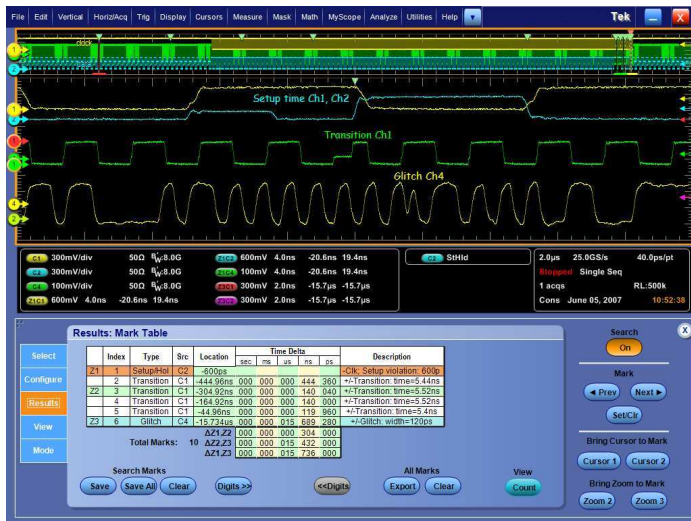 File Edit Vertical Horiz/Acq Trig Display Cursors Measure Mask Math MyScope Analyze Utilities Help Tek X
clock
Setup time Ch1, Ch2
Transition Ch1
Glitch Ch4
C1 300mV/div 50Ω BW:8.0G Z1C2 600mV 4.0ns -20.6ns 19.4ns C2 StHld 2.0µs 25.0GS/s 40.0ps/pt
C2 300mV/div 50Ω BW:8.0G Z1C4 100mV 4.0ns -20.6ns 19.4ns Stopped Single Seq
C4 100mV/div 50Ω BW:8.0G Z3C1 300mV 2.0ns -15.7µs -15.7µs 1 acqs RL:500k
Z1C1 600mV 4.0ns -20.6ns 19.4ns 300mV 2.0ns -15.7µs -15.7µs Cons June 05, 2007 10:52:38
Results: Mark Table Search X
Select On
Configure
Results
View
Mode
Index Type Src Location Time Delta Description
sec ms us ns ps
Z1 1 Setup/Hol C2 -600ps -Clk; Setup violation: 600p
2 Transition C1 -444.96ns 000 000 000 444 360 +/-Transition: time=5.44ns
Z2 3 Transition C1 -304.92ns 000 000 000 140 040 +/-Transition: time=5.52ns
4 Transition C1 -164.92ns 000 000 000 140 000 +/-Transition: time=5.52ns
5 Transition C1 -44.96ns 000 000 000 119 960 +/-Transition: time=5.4ns
Z3 6 Glitch C4 -15.734us 000 000 015 689 280 +/-Glitch: width=120ps
ΔZ1,Z2 000 000 000 304 000
Total Marks: 10 ΔZ2,Z3 000 000 015 432 000
ΔZ1,Z3 000 000 015 736 000
Search Marks All Marks View
Save Save All Clear Digits >> <<Digits Export Clear Count
Mark
Prev Next
Set/Clr
Bring Cursor to Mark
Cursor 1 Cursor 2
Bring Zoom to Mark
Zoom 2 Zoom 3